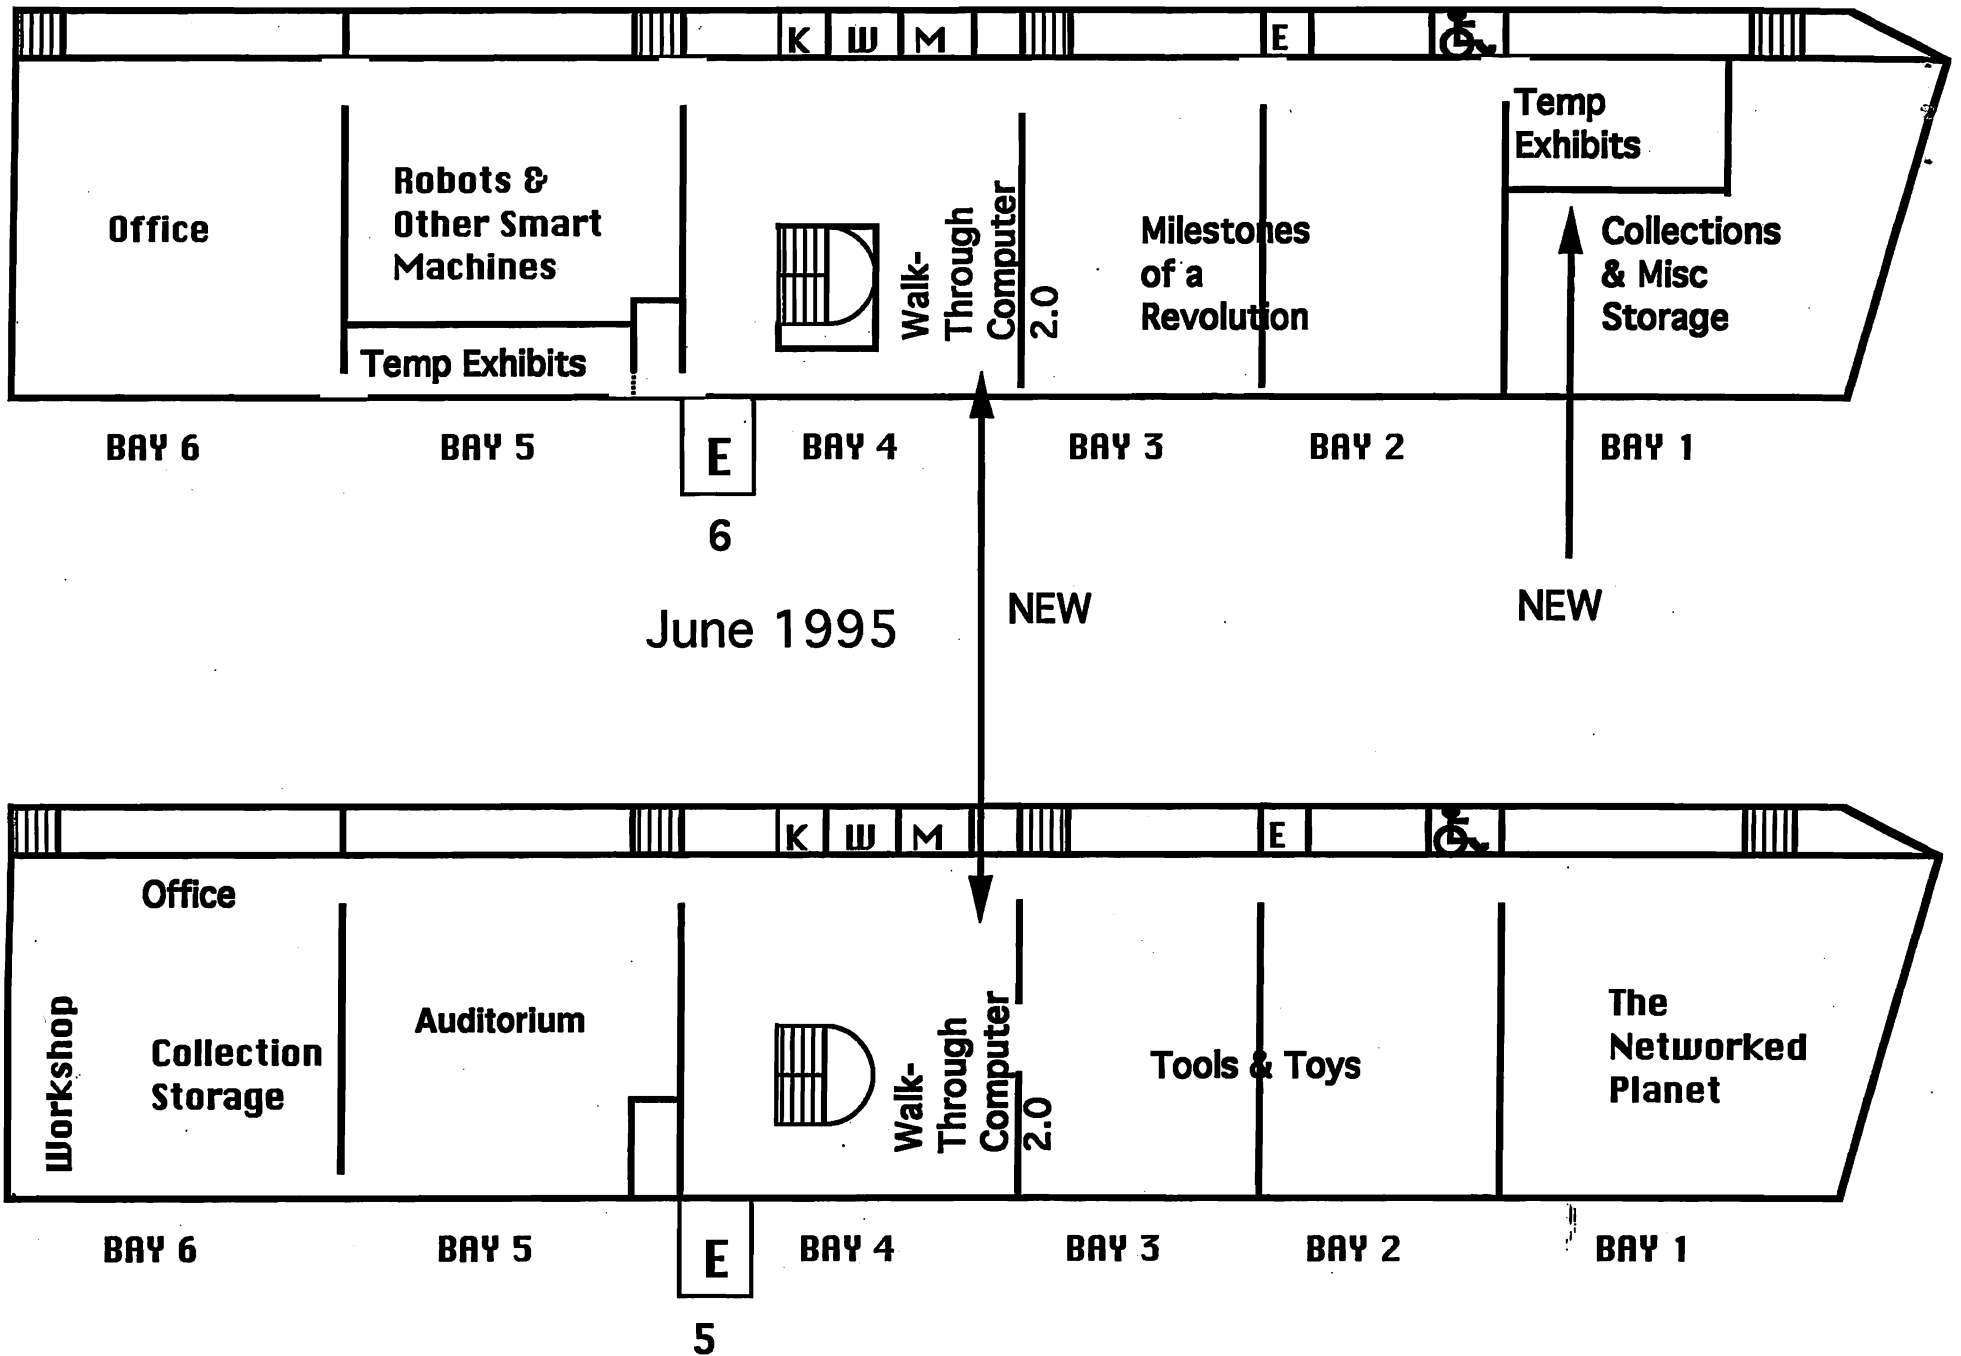 K W M E
Temp
Exhibits
Office
Robots &
Other Smart
Machines
Temp Exhibits
Walk-
Through
Computer
2.0
Milestones
of a
Revolution
Collections
& Misc
Storage
BAY 6 BAY 5 E BAY 4 BAY 3 BAY 2 BAY 1
6
June 1995
NEW
NEW
K W M E
Office
Workshop
Collection
Storage
Auditorium
Walk-
Through
Computer
2.0
Tools & Toys
The
Networked
Planet
BAY 6 BAY 5 E BAY 4 BAY 3 BAY 2 BAY 1
5